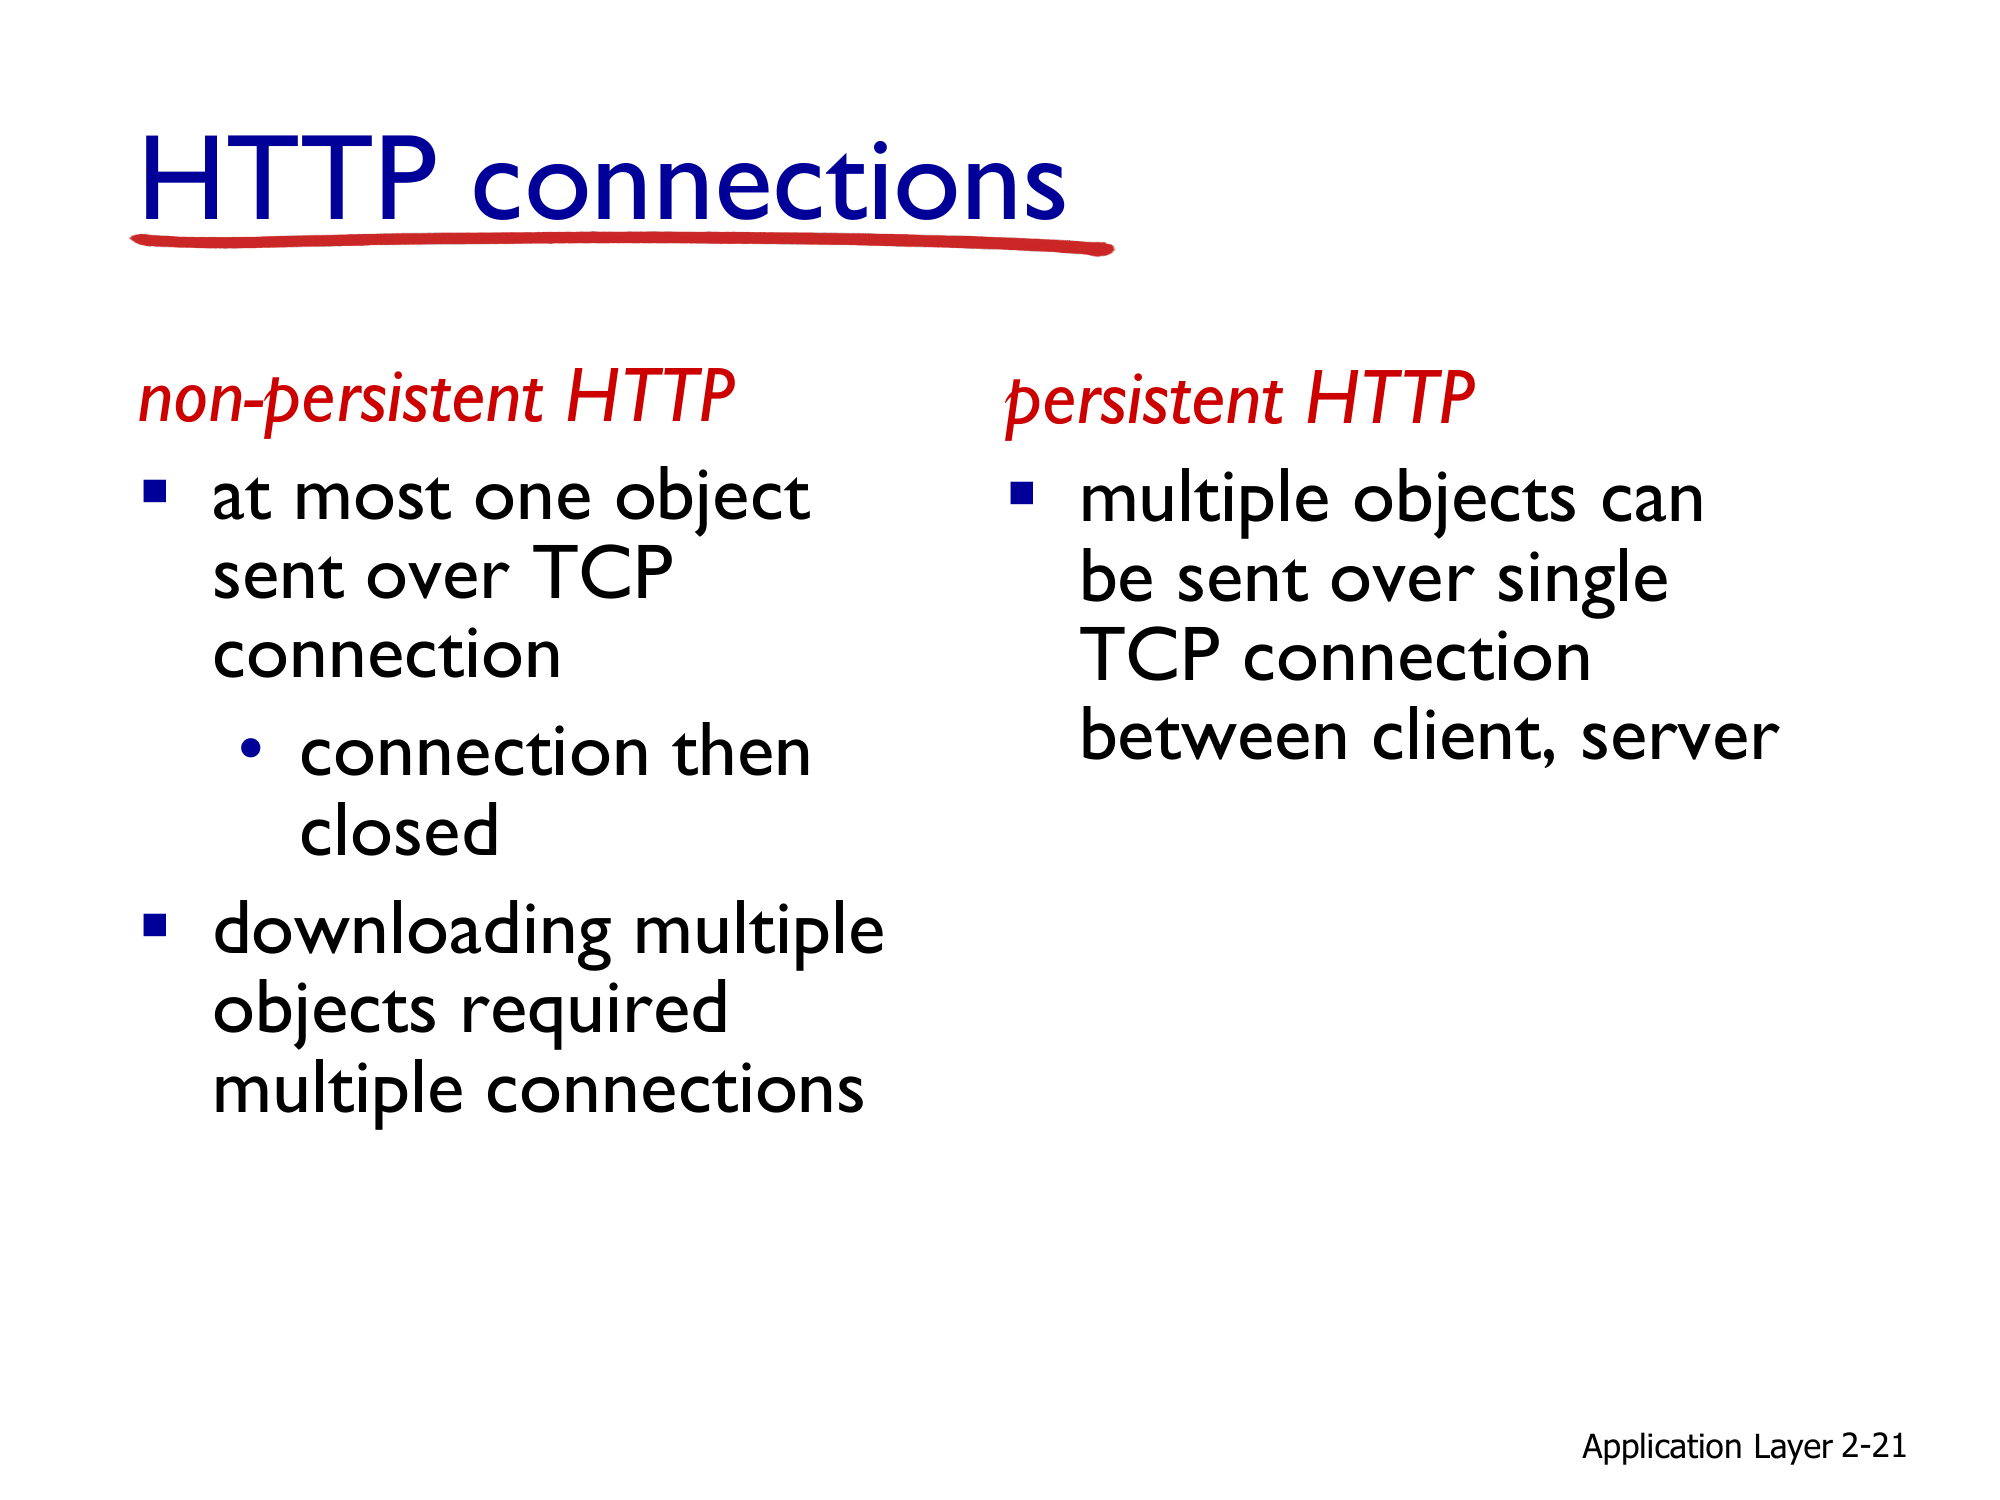 HTTP connections
non-persistent HTTP
▪ at most one object
sent over TCP
connection
• connection then
closed
▪ downloading multiple
objects required
multiple connections
persistent HTTP
▪ multiple objects can
be sent over single
TCP connection
between client, server
Application Layer 2-21